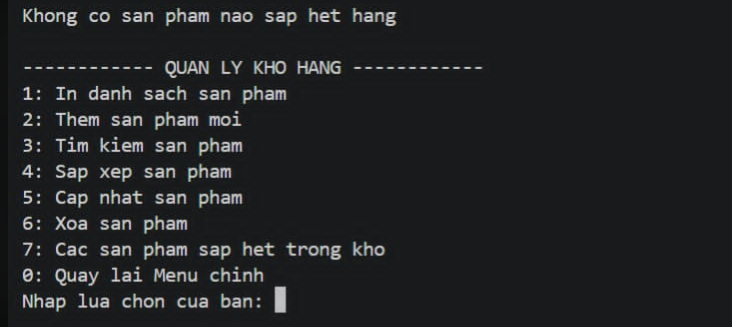 Khong co san pham nao sap het hang
------------ QUAN LY KHO HANG ------------
1: In danh sach san pham
2: Them san pham moi
3: Tim kiem san pham
4: Sap xep san pham
5: Cap nhat san pham
6: Xoa san pham
7: Cac san pham sap het trong kho
0: Quay lai Menu chinh
Nhap lua chon cua ban: